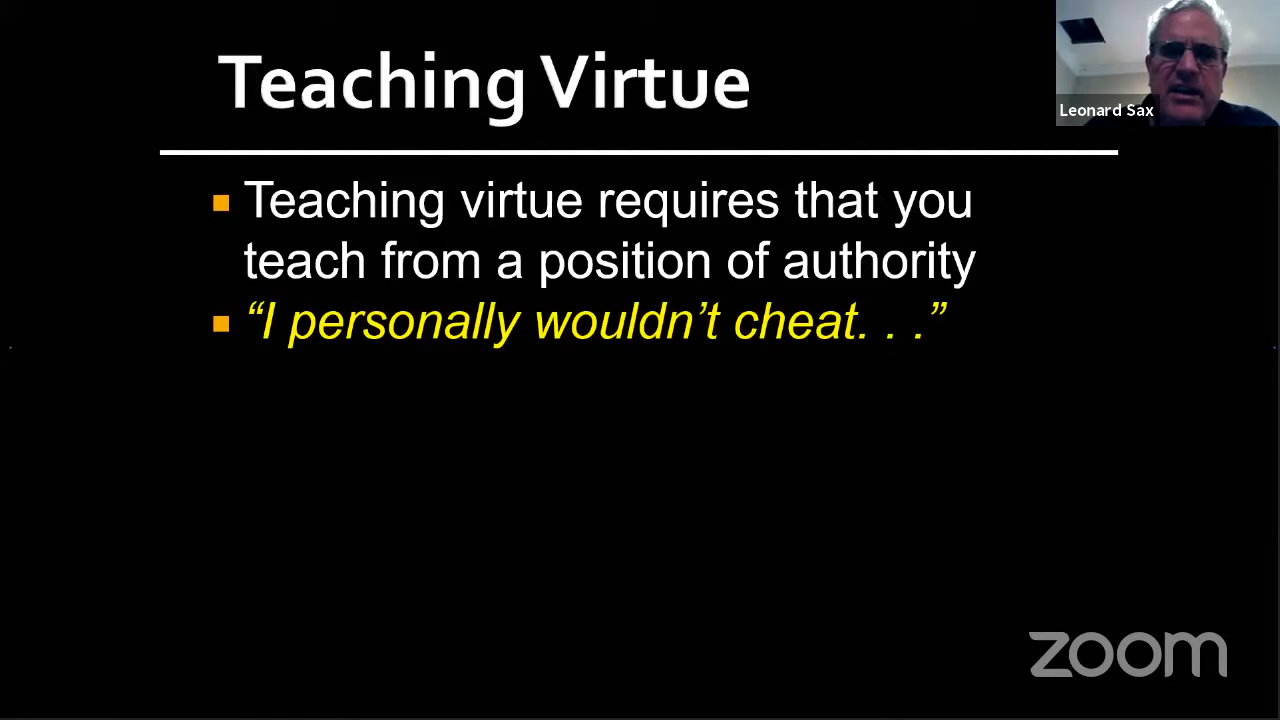 Teaching Virtue
Leonard Sax
Teaching virtue requires that you
teach from a position of authority
“I personally wouldn’t cheat. . .”
zoom